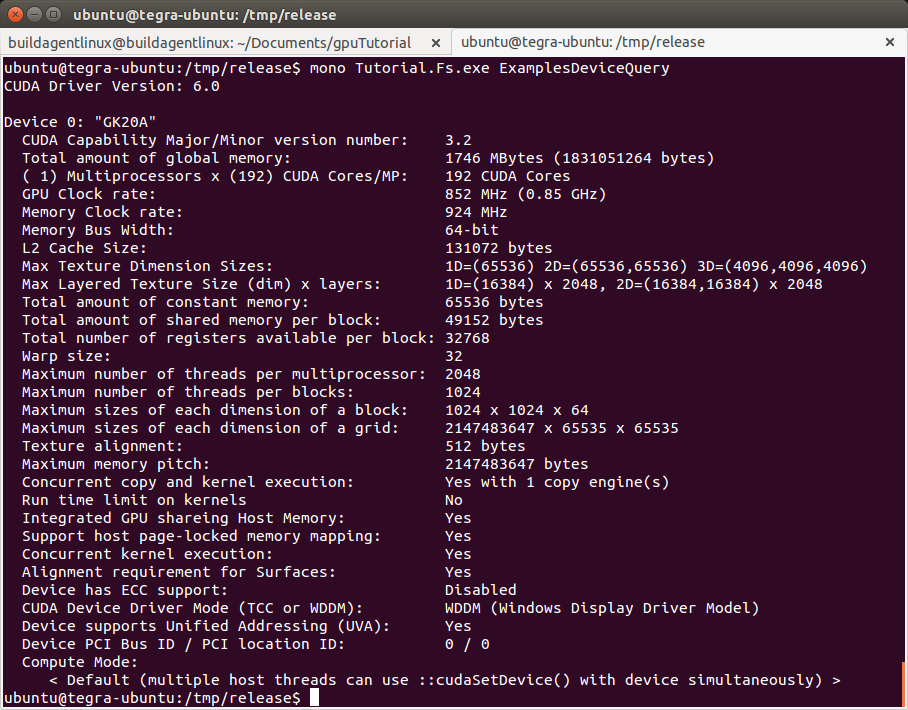 ubuntu@tegra-ubuntu: /tmp/release
buildagentlinux@buildagentlinux: ~/Documents/gpuTutorial × ubuntu@tegra-ubuntu: /tmp/release ×
ubuntu@tegra-ubuntu:/tmp/release$ mono Tutorial.Fs.exe ExamplesDeviceQuery
CUDA Driver Version: 6.0
Device 0: "GK20A"
CUDA Capability Major/Minor version number: 3.2
Total amount of global memory: 1746 MBytes (1831051264 bytes)
( 1) Multiprocessors x (192) CUDA Cores/MP: 192 CUDA Cores
GPU Clock rate: 852 MHz (0.85 GHz)
Memory Clock rate: 924 MHz
Memory Bus Width: 64-bit
L2 Cache Size: 131072 bytes
Max Texture Dimension Sizes: 1D=(65536) 2D=(65536,65536) 3D=(4096,4096,4096)
Max Layered Texture Size (dim) x layers: 1D=(16384) x 2048, 2D=(16384,16384) x 2048
Total amount of constant memory: 65536 bytes
Total amount of shared memory per block: 49152 bytes
Total number of registers available per block: 32768
Warp size: 32
Maximum number of threads per multiprocessor: 2048
Maximum number of threads per blocks: 1024
Maximum sizes of each dimension of a block: 1024 x 1024 x 64
Maximum sizes of each dimension of a grid: 2147483647 x 65535 x 65535
Texture alignment: 512 bytes
Maximum memory pitch: 2147483647 bytes
Concurrent copy and kernel execution: Yes with 1 copy engine(s)
Run time limit on kernels No
Integrated GPU shareing Host Memory: Yes
Support host page-locked memory mapping: Yes
Concurrent kernel execution: Yes
Alignment requirement for Surfaces: Yes
Device has ECC support: Disabled
CUDA Device Driver Mode (TCC or WDDM): WDDM (Windows Display Driver Model)
Device supports Unified Addressing (UVA): Yes
Device PCI Bus ID / PCI location ID: 0 / 0
Compute Mode:
< Default (multiple host threads can use ::cudaSetDevice() with device simultaneously) >
ubuntu@tegra-ubuntu:/tmp/release$